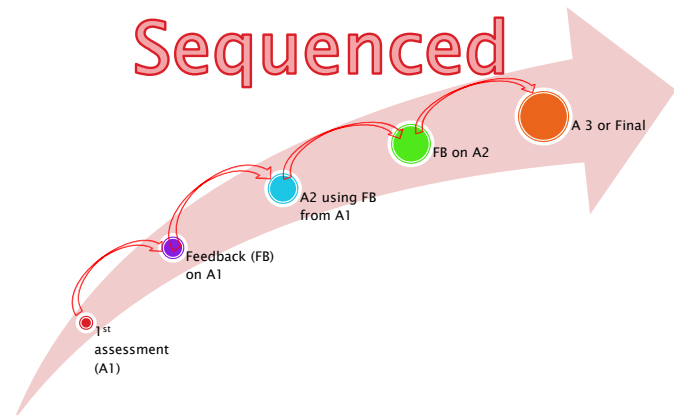 Sequenced
1st
assessment
(A1)
Feedback (FB)
on A1
A2 using FB
from A1
FB on A2
A 3 or Final